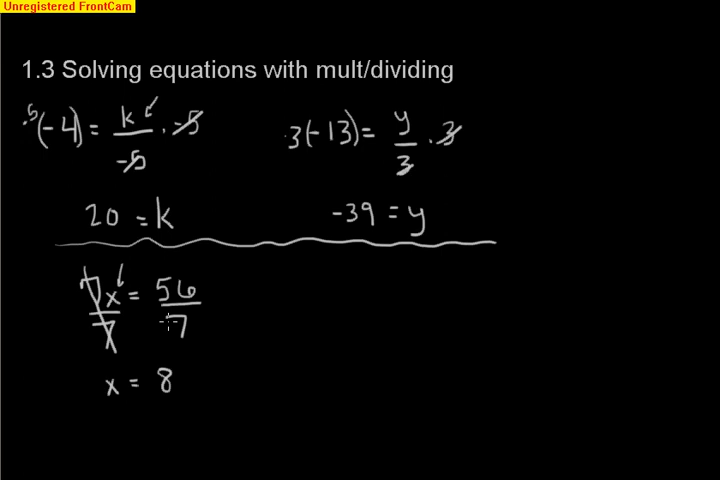 Unregistered FrontCam
1.3 Solving equations with mult/dividing
-5(-4) = k/-5 · -5
3(-13) = y/3 · 3
20 = k
-39 = y
7x/7 = 56/7
x = 8